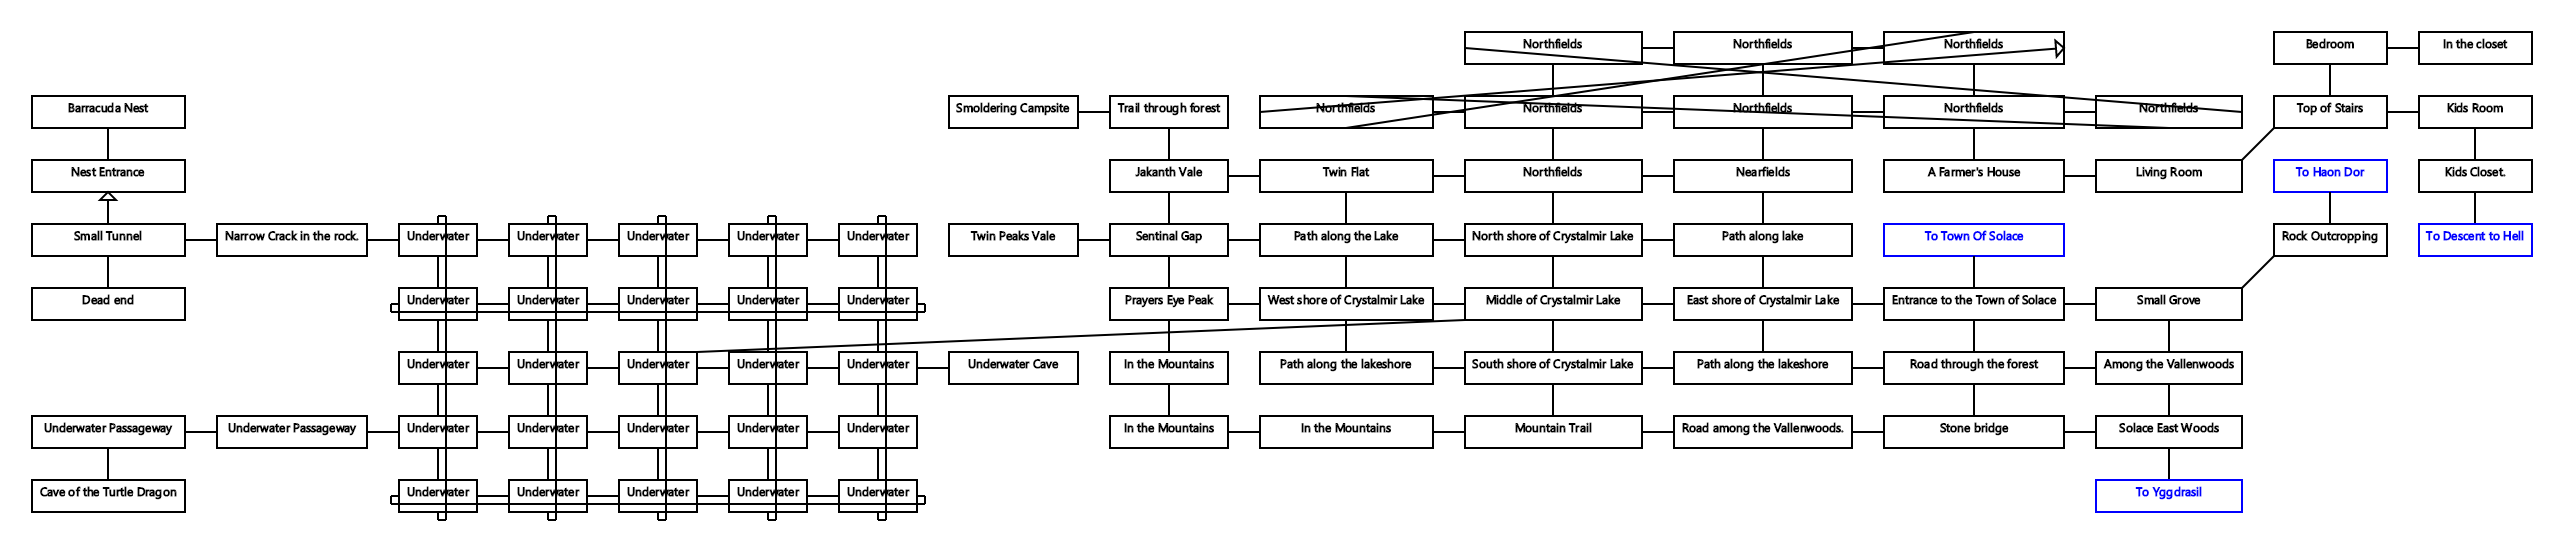 Northfields Northfields Northfields Bedroom In the closet
Barracuda Nest Smoldering Campsite Trail through forest Northfields Northfields Northfields Northfields Northfields Top of Stairs Kids Room
Nest Entrance Jakanth Vale Twin Flat Northfields Nearfields A Farmer's House Living Room To Haon Dor Kids Closet.
Small Tunnel Narrow Crack in the rock. Underwater Underwater Underwater Underwater Underwater Twin Peaks Vale Sentinal Gap Path along the Lake North shore of Crystalmir Lake Path along lake To Town Of Solace Rock Outcropping To Descent to Hell
Dead end Underwater Underwater Underwater Underwater Underwater Prayers Eye Peak West shore of Crystalmir Lake Middle of Crystalmir Lake East shore of Crystalmir Lake Entrance to the Town of Solace Small Grove
Underwater Underwater Underwater Underwater Underwater Underwater Cave In the Mountains Path along the lakeshore South shore of Crystalmir Lake Path along the lakeshore Road through the forest Among the Vallenwoods
Underwater Passageway Underwater Passageway Underwater Underwater Underwater Underwater Underwater In the Mountains In the Mountains Mountain Trail Road among the Vallenwoods. Stone bridge Solace East Woods
Cave of the Turtle Dragon Underwater Underwater Underwater Underwater Underwater To Yggdrasil